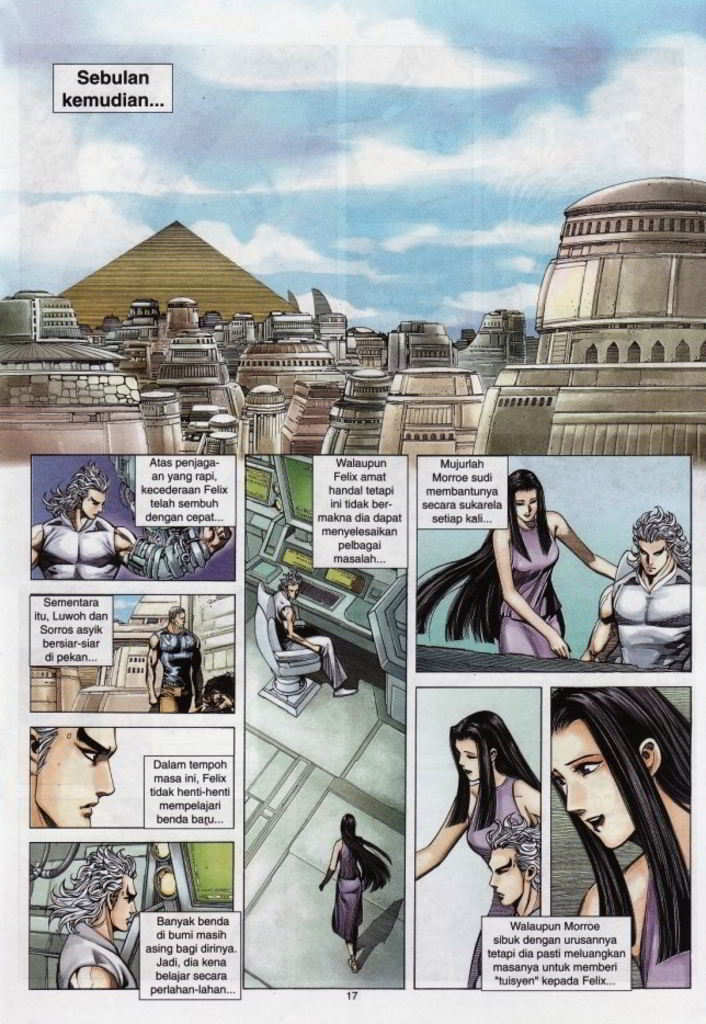 Sebulan
kemudian...
Atas penjaga-
an yang rapi,
kecederaan Felix
telah sembuh
dengan cepat...
Sementara
itu, Luwoh dan
Sorros asyik
bersiar-siar
di pekan...
Dalam tempoh
masa ini, Felix
tidak henti-henti
mempelajari
benda baru...
Banyak benda
di bumi masih
asing bagi dirinya.
Jadi, dia kena
belajar secara
perlahan-lahan...
Walaupun
Felix amat
handal tetapi
ini tidak ber-
makna dia dapat
menyelesaikan
pelbagai
masalah...
Mujurlah
Morroe sudi
membantunya
secara sukarela
setiap kali...
Walaupun Morroe
sibuk dengan urusannya
tetapi dia pasti meluangkan
masanya untuk memberi
"tuisyen" kepada Felix...
17